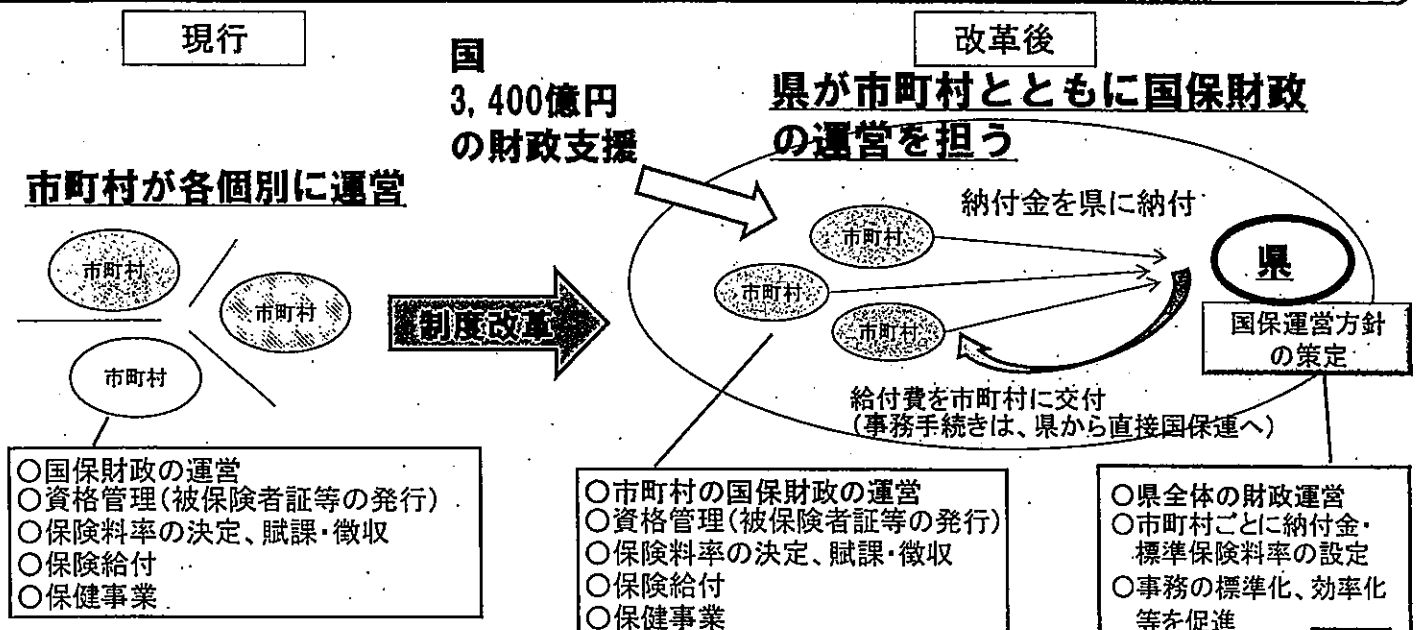 現行
市町村が各個別に運営
市町村
市町村
市町村
○国保財政の運営
○資格管理(被保険者証等の発行)
○保険料率の決定、賦課・徴収
○保険給付
○保健事業
制度改革
国
3,400億円
の財政支援
改革後
県が市町村とともに国保財政
の運営を担う
納付金を県に納付
市町村
市町村
市町村
県
国保運営方針
の策定
給付費を市町村に交付
(事務手続きは、県から直接国保連へ)
○市町村の国保財政の運営
○資格管理(被保険者証等の発行)
○保険料率の決定、賦課・徴収
○保険給付
○保健事業
○県全体の財政運営
○市町村ごとに納付金・
標準保険料率の設定
○事務の標準化、効率化
等を促進